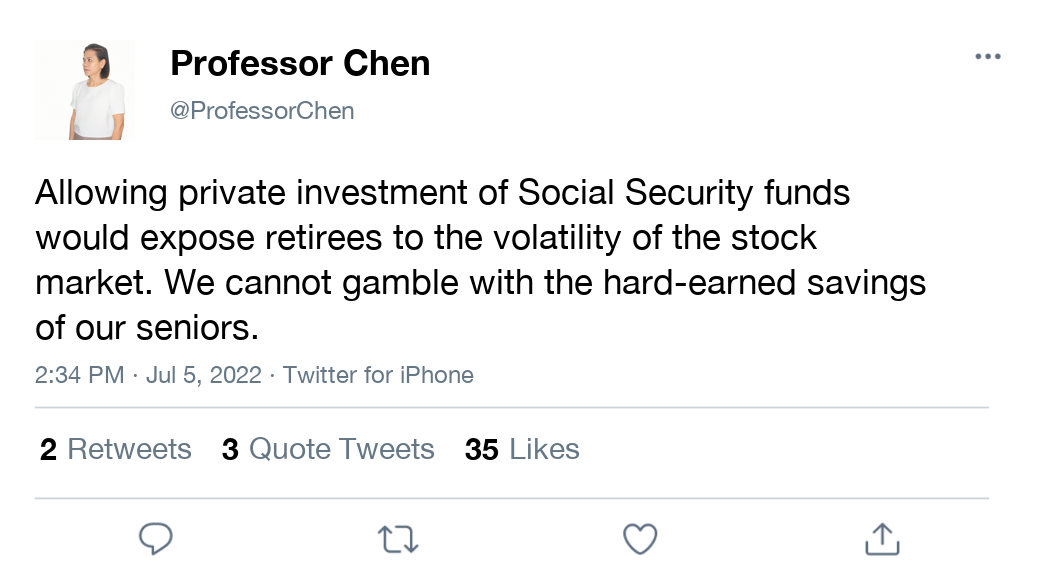 Professor Chen
@ProfessorChen
Allowing private investment of Social Security funds
would expose retirees to the volatility of the stock
market. We cannot gamble with the hard-earned savings
of our seniors.
2:34 PM · Jul 5, 2022 · Twitter for iPhone
2 Retweets 3 Quote Tweets 35 Likes